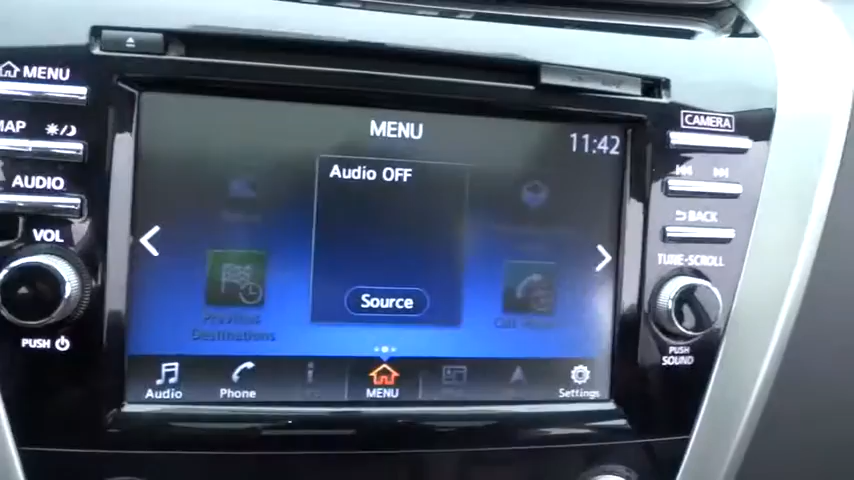 MENU
MAP
AUDIO
VOL
PUSH
MENU
11:42
Audio OFF
Source
Previous
Destinations
Audio
Phone
MENU
Settings
CAMERA
BACK
TUNE·SCROLL
PUSH
SOUND